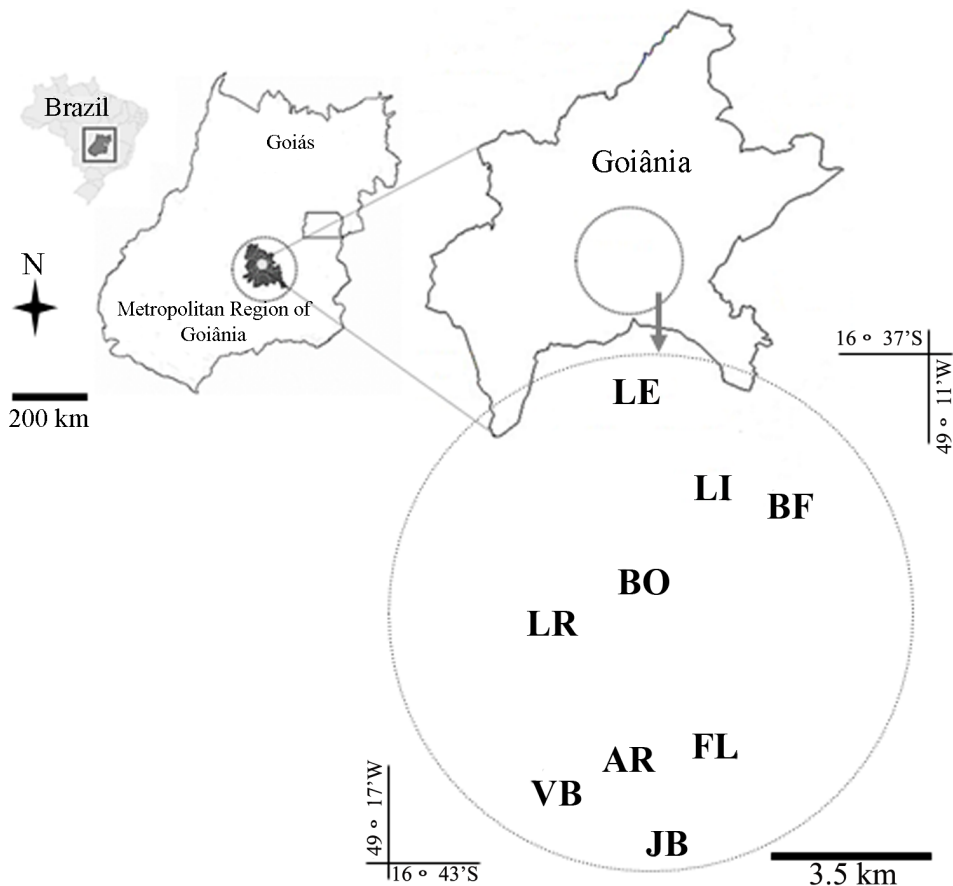 Brazil
Goiás
Goiânia
N
Metropolitan Region of
Goiânia
200 km
16 º 37’S
49 º 11’W
LE
LI
BF
BO
LR
FL
AR
VB
JB
49 º 17’W
16 º 43’S
3.5 km